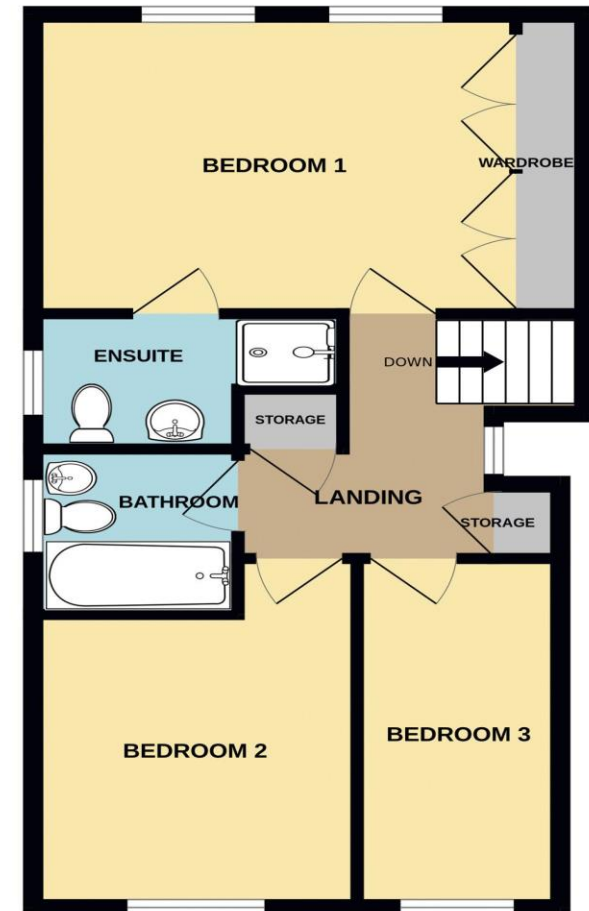 BEDROOM 1
WARDROBE
ENSUITE
DOWN
STORAGE
BATHROOM
LANDING
STORAGE
BEDROOM 3
BEDROOM 2